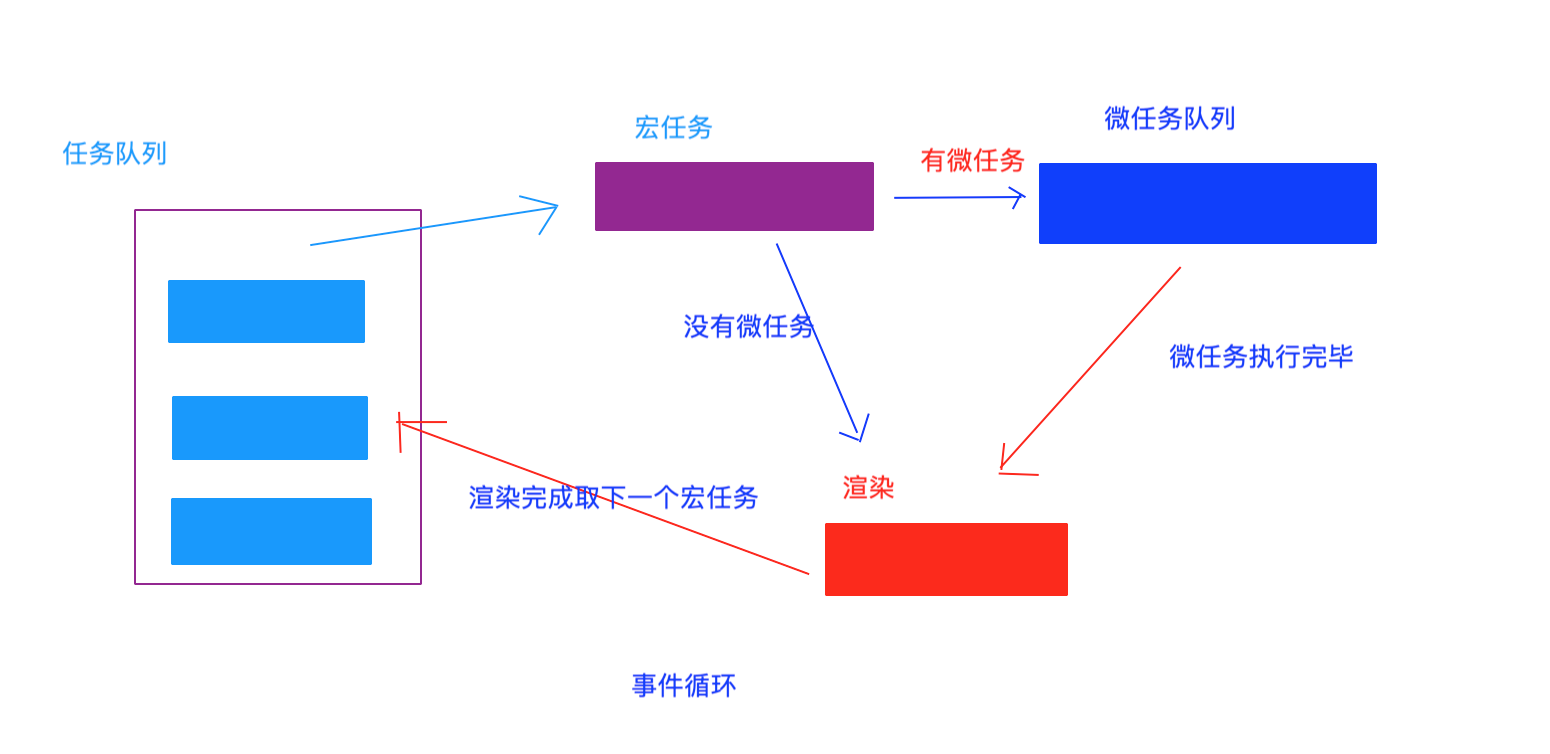 任务队列
宏任务
有微任务
微任务队列
没有微任务
微任务执行完毕
渲染
渲染完成取下一个宏任务
事件循环